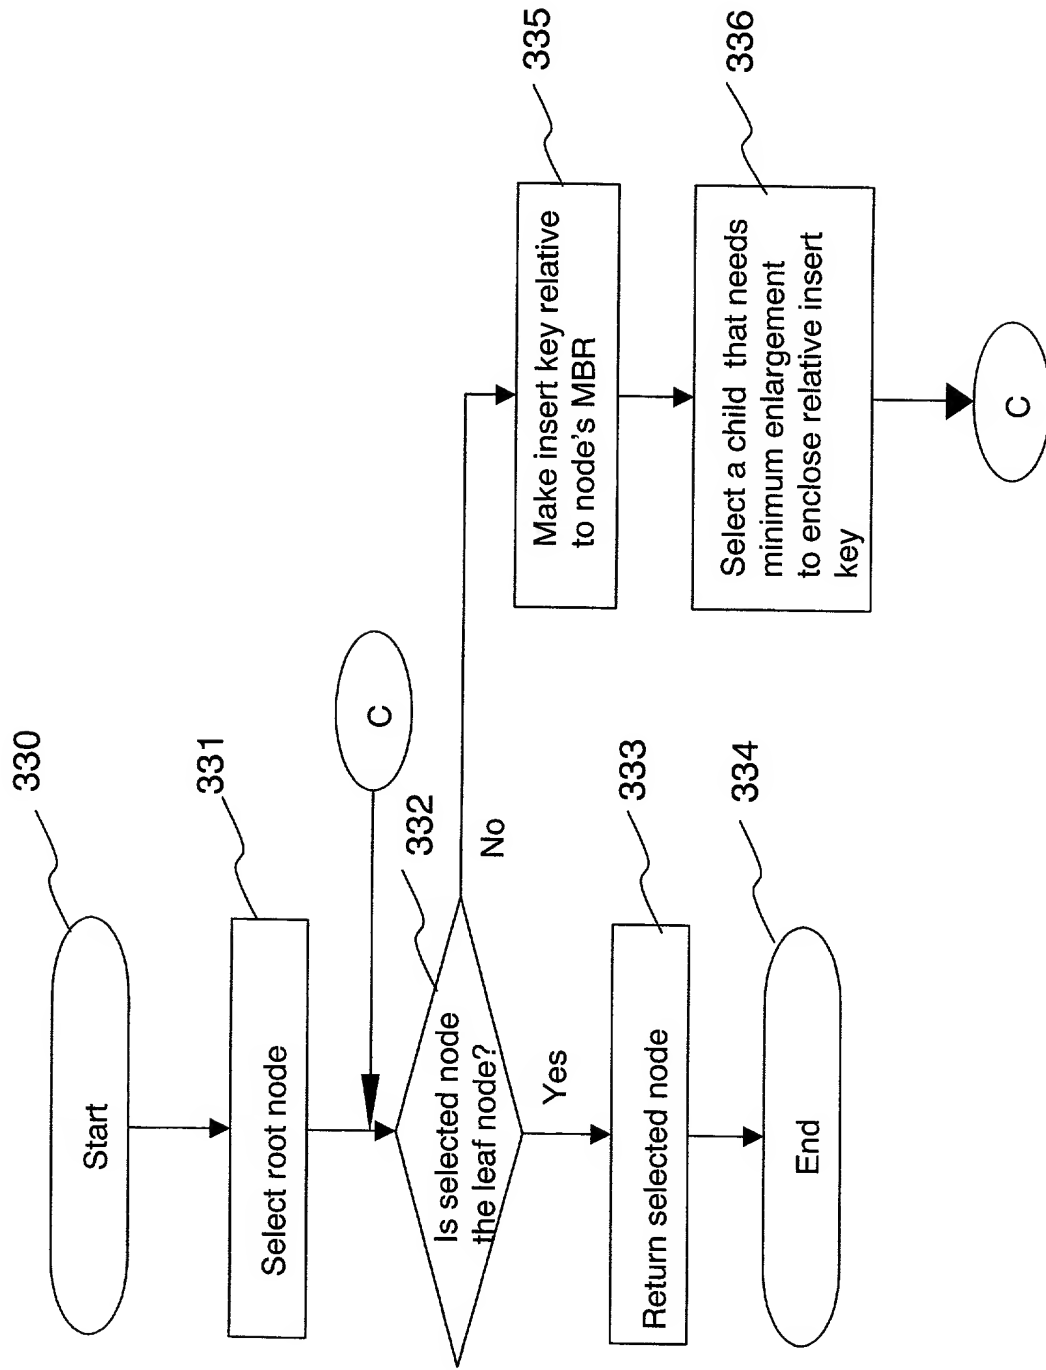 330
Start
331
Select root node
C
332
Is selected node
the leaf node?
No
Yes
333
Return selected node
334
End
335
Make insert key relative
to node's MBR
336
Select a child that needs
minimum enlargement
to enclose relative insert
key
C